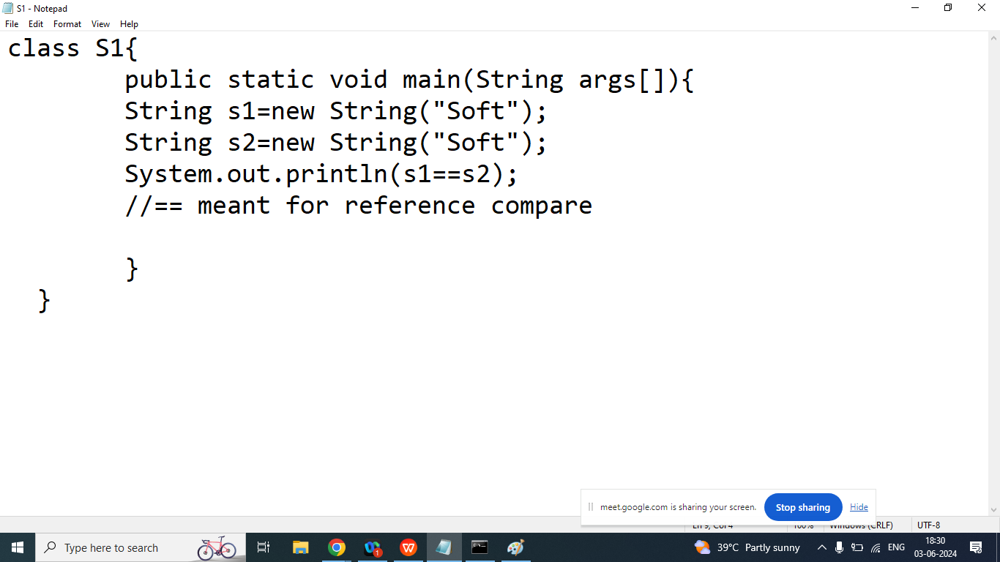 S1 - Notepad
File Edit Format View Help
class S1{
public static void main(String args[]){
String s1=new String("Soft");
String s2=new String("Soft");
System.out.println(s1==s2);
//== meant for reference compare
}
}
meet.google.com is sharing your screen. Stop sharing Hide
Ln 9, Col 4 100% Windows (CRLF) UTF-8
Type here to search 1 W 39°C Partly sunny ENG 18:30
03-06-2024